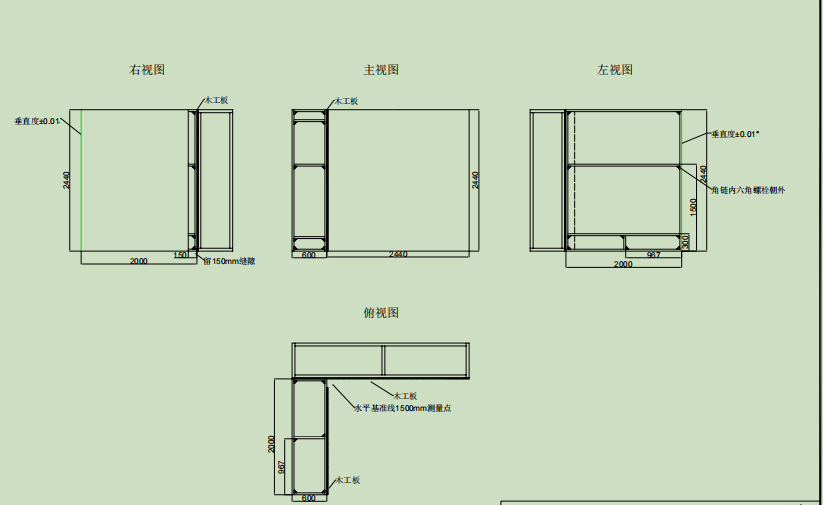 右视图
主视图
左视图
木工板
垂直度±0.01
2440
150
2000
留150mm缝隙
木工板
2440
600
2440
垂直度±0.01°
角链内六角螺栓朝外
2440
1500
300
967
2000
俯视图
木工板
水平基准线1500mm测量点
2000
967
木工板
600